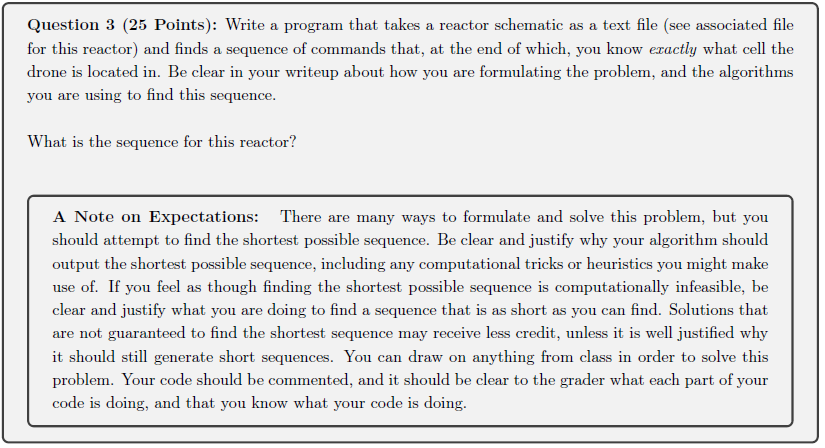 Question 3 (25 Points): Write a program that takes a reactor schematic as a text file (see associated file
for this reactor) and finds a sequence of commands that, at the end of which, you know exactly what cell the
drone is located in. Be clear in your writeup about how you are formulating the problem, and the algorithms
you are using to find this sequence.
What is the sequence for this reactor?
A Note on Expectations: There are many ways to formulate and solve this problem, but you
should attempt to find the shortest possible sequence. Be clear and justify why your algorithm should
output the shortest possible sequence, including any computational tricks or heuristics you might make
use of. If you feel as though finding the shortest possible sequence is computationally infeasible, be
clear and justify what you are doing to find a sequence that is as short as you can find. Solutions that
are not guaranteed to find the shortest sequence may receive less credit, unless it is well justified why
it should still generate short sequences. You can draw on anything from class in order to solve this
problem. Your code should be commented, and it should be clear to the grader what each part of your
code is doing, and that you know what your code is doing.